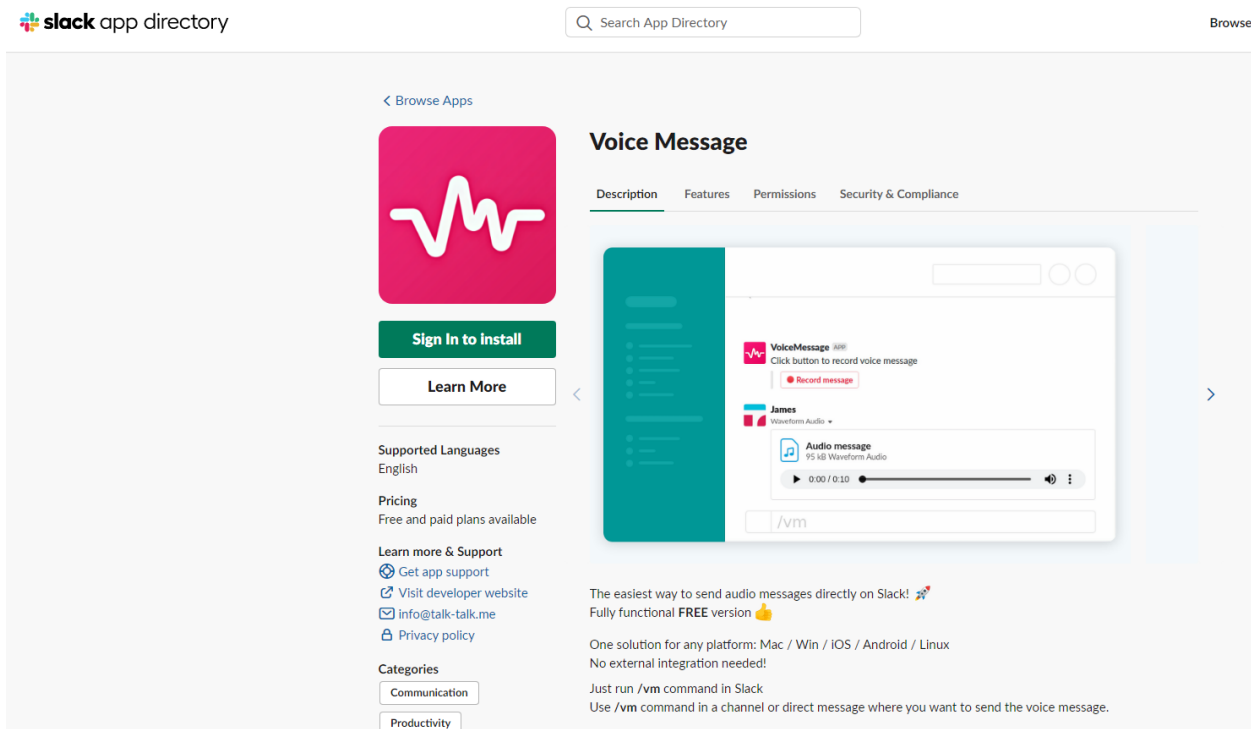 slack app directory
Search App Directory
Browse
Browse Apps
Voice Message
Description Features Permissions Security & Compliance
Sign In to install
Learn More
Supported Languages
English
Pricing
Free and paid plans available
Learn more & Support
Get app support
Visit developer website
info@talk-talk.me
Privacy policy
Categories
Communication
Productivity
VoiceMessage APP
Click button to record voice message
Record message
James
Waveform Audio
Audio message
95 kB Waveform Audio
0:00 / 0:10
/vm
The easiest way to send audio messages directly on Slack! 🚀
Fully functional FREE version 👍
One solution for any platform: Mac / Win / iOS / Android / Linux
No external integration needed!
Just run /vm command in Slack
Use /vm command in a channel or direct message where you want to send the voice message.